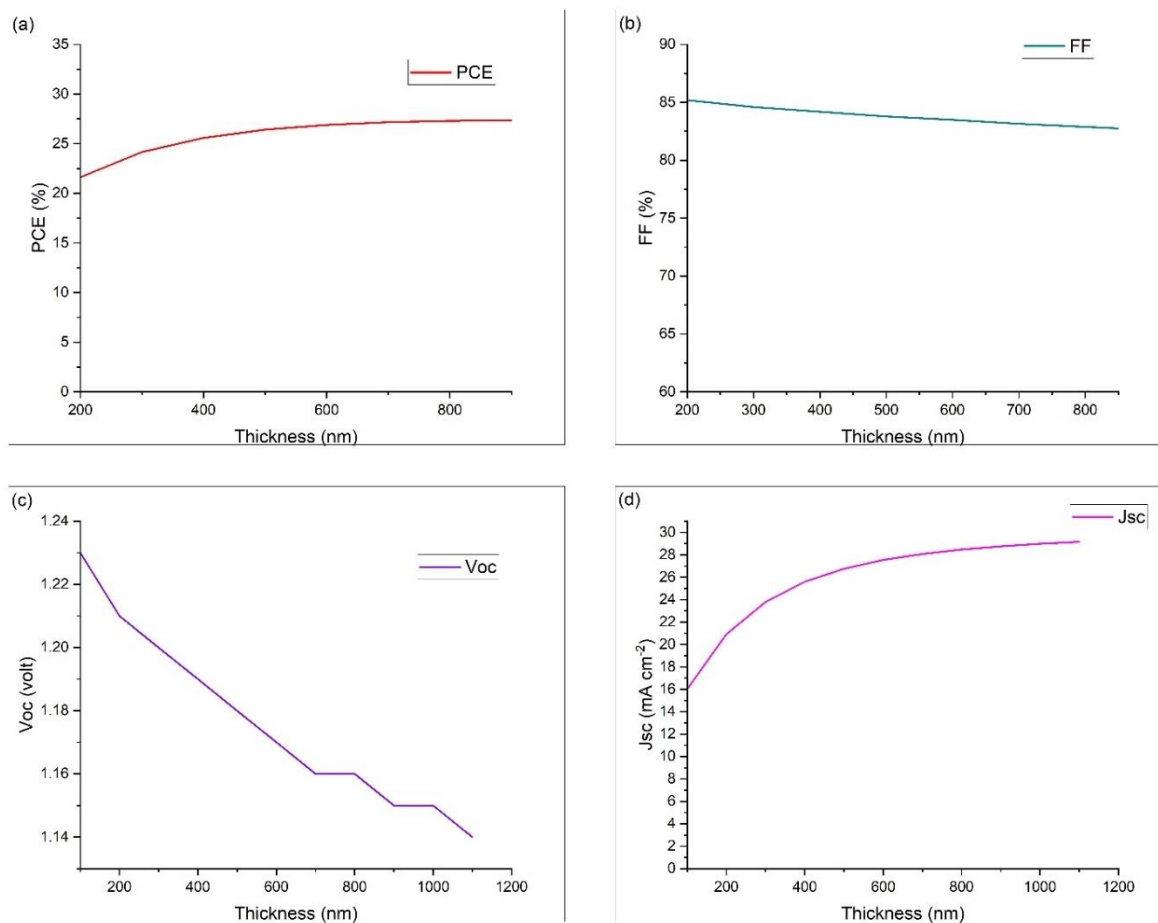 (a)
PCE
35
30
25
20
15
10
5
0
PCE (%)
200 400 600 800
Thickness (nm)
(b)
FF
90
85
80
75
70
65
60
FF (%)
200 300 400 500 600 700 800
Thickness (nm)
(c)
Voc
1.24
1.22
1.20
1.18
1.16
1.14
Voc (volt)
200 400 600 800 1000 1200
Thickness (nm)
(d)
Jsc
30
28
26
24
22
20
18
16
14
12
10
8
6
4
2
0
Jsc (mA cm⁻²)
200 400 600 800 1000 1200
Thickness (nm)